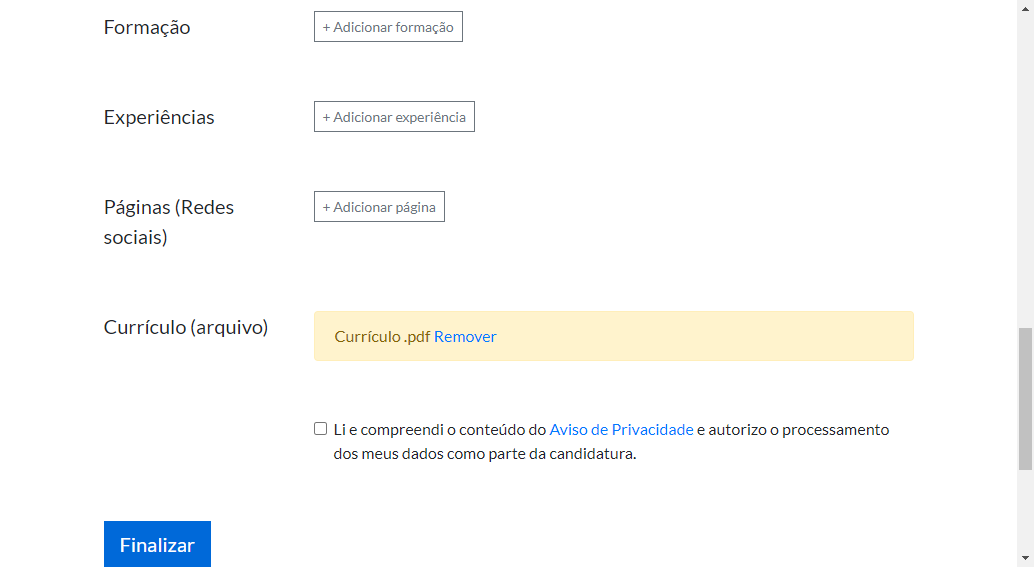 Formação
+ Adicionar formação
Experiências
+ Adicionar experiência
Páginas (Redes
sociais)
+ Adicionar página
Currículo (arquivo)
Currículo .pdf Remover
Li e compreendi o conteúdo do Aviso de Privacidade e autorizo o processamento
dos meus dados como parte da candidatura.
Finalizar